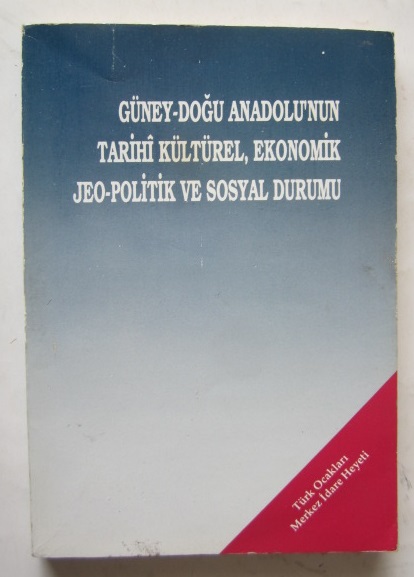 GÜNEY-DOĞU ANADOLU'NUN
TARİHÎ KÜLTÜREL, EKONOMİK
JEO-POLİTİK VE SOSYAL DURUMU
Türk Ocakları
Merkez İdare Heyeti